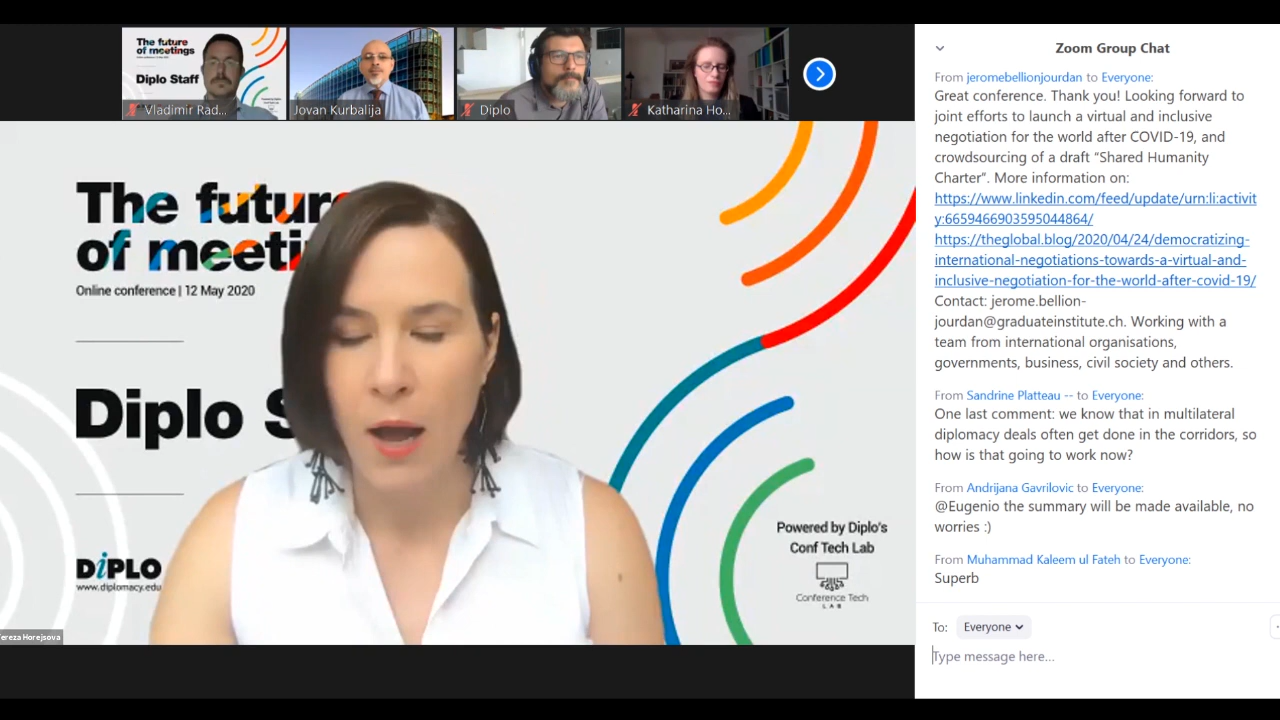 The future
of meetings
Diplo Staff
Vladimir Rad...
Jovan Kurbalija
Diplo
Katharina Ho...
The future
of meeti
Online conference | 12 May 2020
Diplo S
DiPLO
www.diplomacy.edu
Powered by Diplo's
Conf Tech Lab
Conference Tech
LAB
Tereza Horejsova
Zoom Group Chat
From jeromebellionjourdan to Everyone:
Great conference. Thank you! Looking forward to
joint efforts to launch a virtual and inclusive
negotiation for the world after COVID-19, and
crowdsourcing of a draft “Shared Humanity
Charter”. More information on:
https://www.linkedin.com/feed/update/urn:li:activit
y:6659466903595044864/
https://theglobal.blog/2020/04/24/democratizing-
international-negotiations-towards-a-virtual-and-
inclusive-negotiation-for-the-world-after-covid-19/
Contact: jerome.bellion-
jourdan@graduateinstitute.ch. Working with a
team from international organisations,
governments, business, civil society and others.
From Sandrine Platteau -- to Everyone:
One last comment: we know that in multilateral
diplomacy deals often get done in the corridors, so
how is that going to work now?
From Andrijana Gavrilovic to Everyone:
@Eugenio the summary will be made available, no
worries :)
From Muhammad Kaleem ul Fateh to Everyone:
Superb
To: Everyone
Type message here...